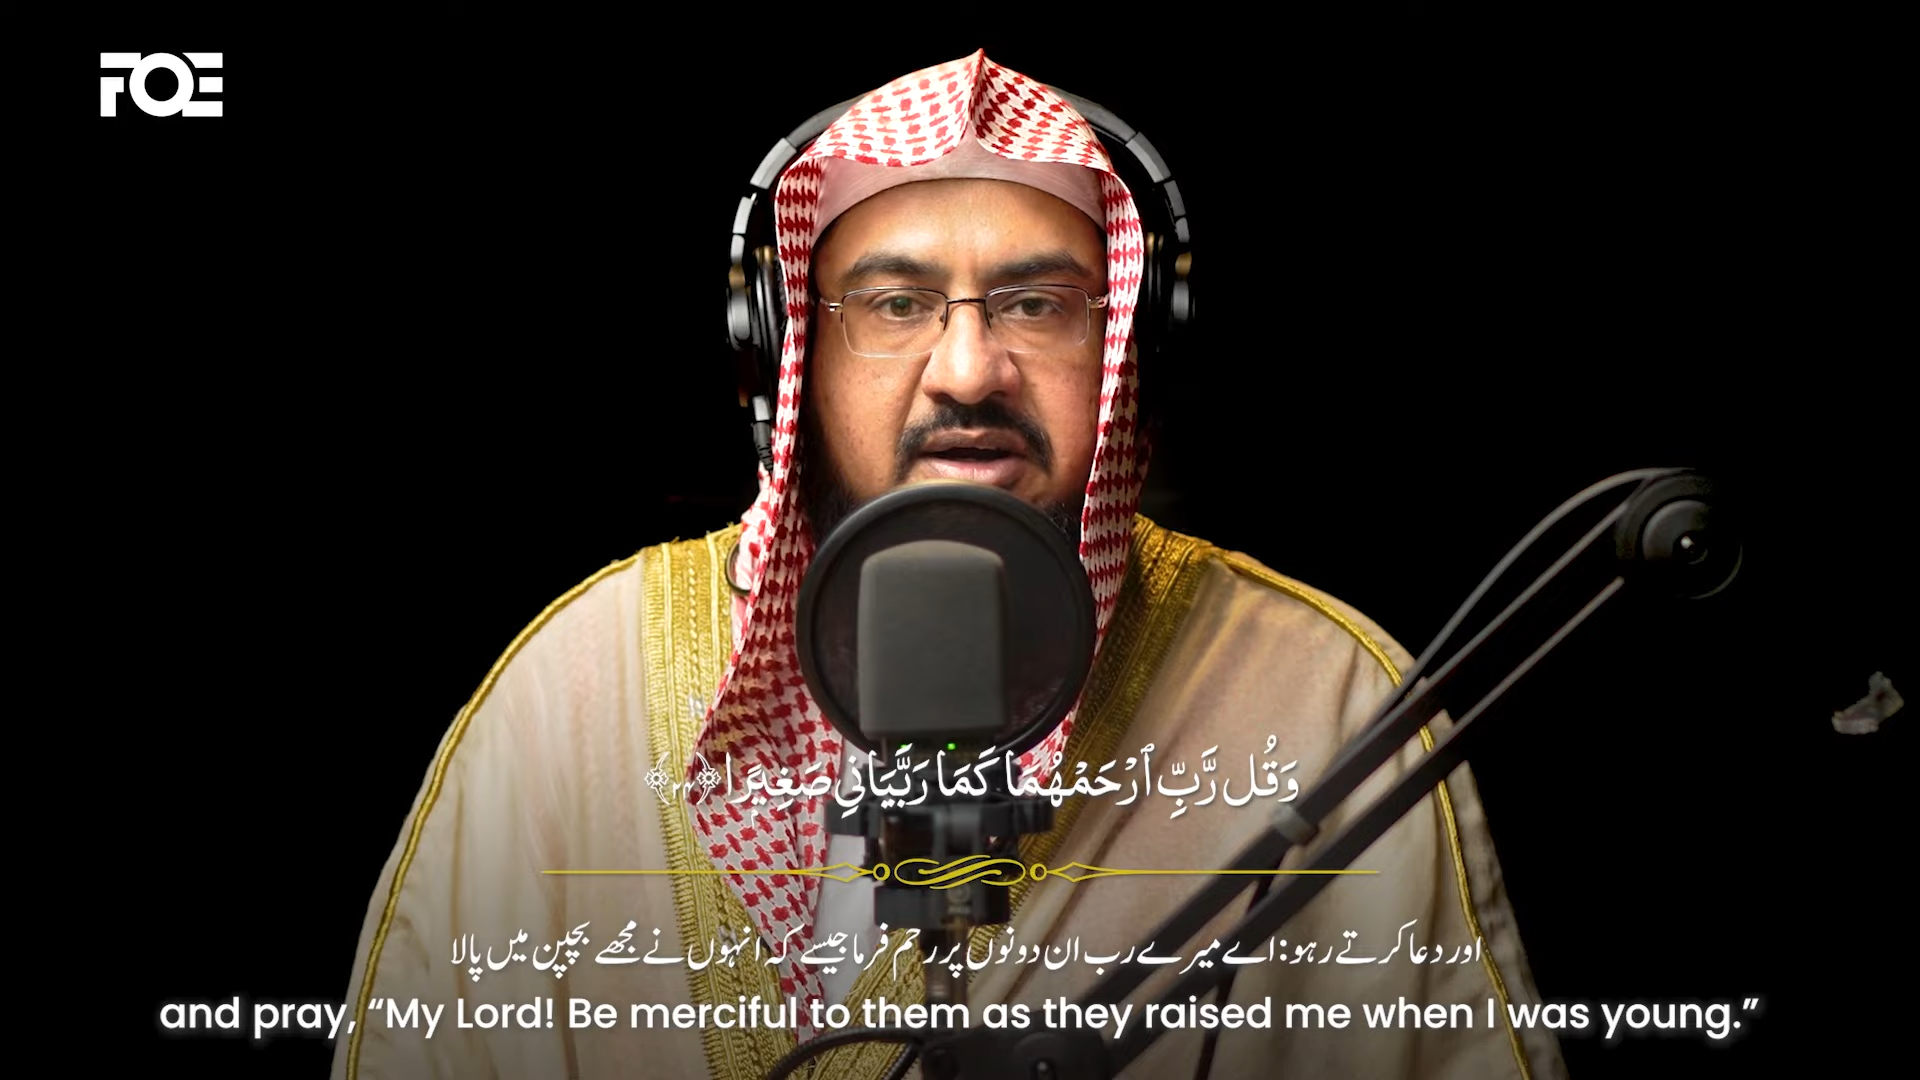 FOE
وَقُل رَّبِّ ٱرْحَمْهُمَا كَمَا رَبَّيَانِي صَغِيرًا ﴿٢٤﴾
اور دعا کرتے رہو: اے میرے رب ان دونوں پر رحم فرما جیسے کہ انہوں نے مجھے بچپن میں پالا
and pray, “My Lord! Be merciful to them as they raised me when I was young.”